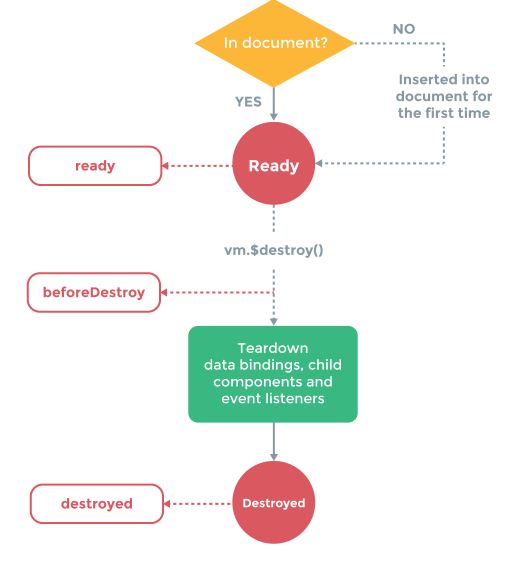 In document?
NO
YES
Inserted into
document for
the first time
ready
Ready
vm.$destroy()
beforeDestroy
Teardown
data bindings, child
components and
event listeners
destroyed
Destroyed